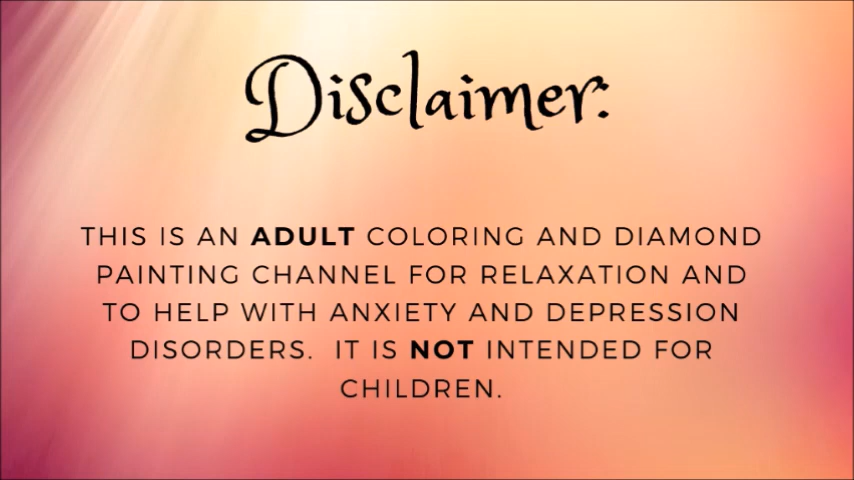 Disclaimer:
THIS IS AN ADULT COLORING AND DIAMOND
PAINTING CHANNEL FOR RELAXATION AND
TO HELP WITH ANXIETY AND DEPRESSION
DISORDERS.  IT IS NOT INTENDED FOR
CHILDREN.